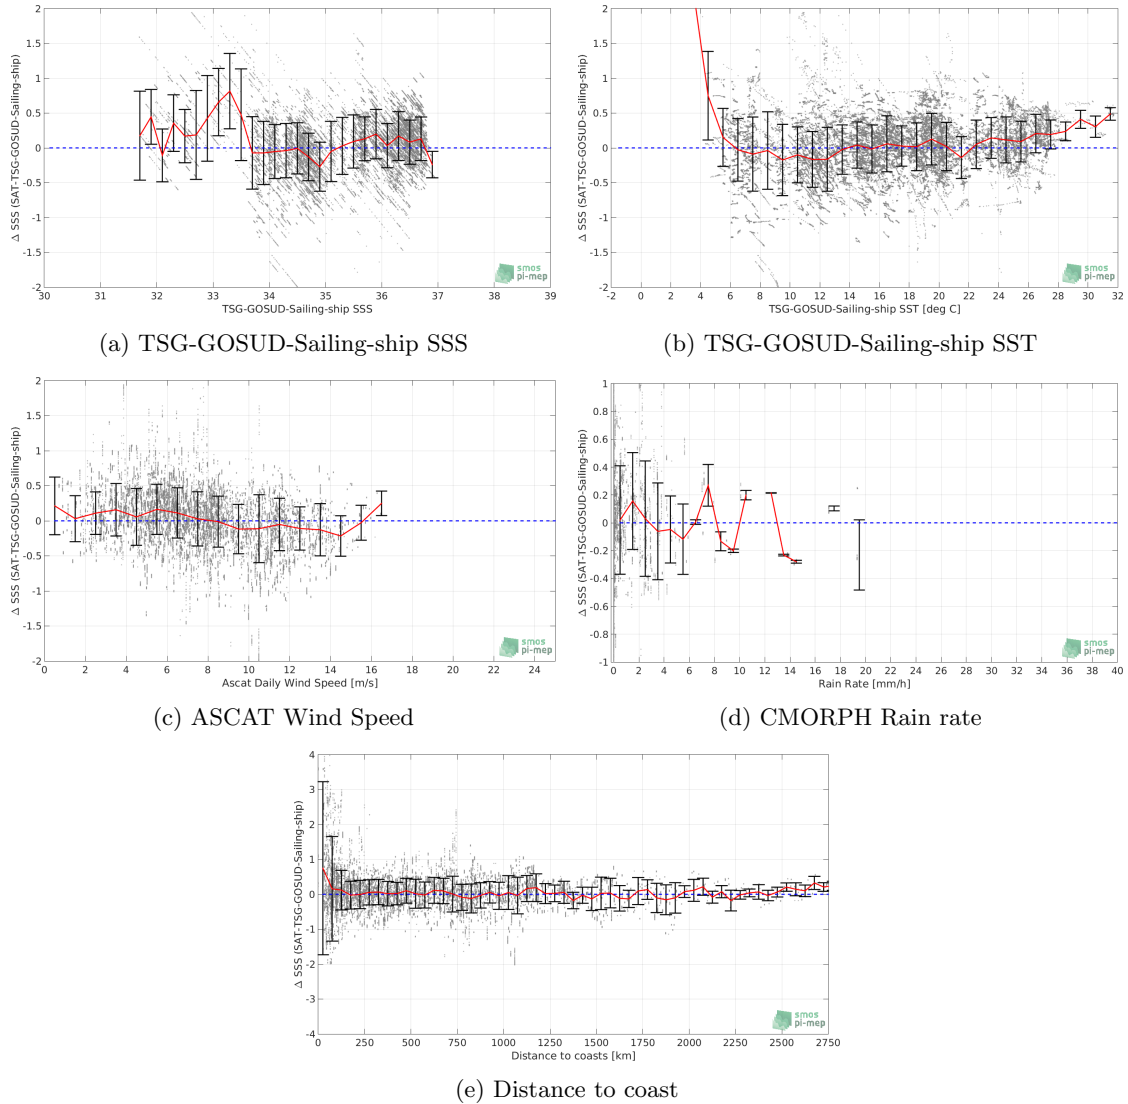 2
1.5
1
0.5
0
-0.5
-1
-1.5
-2
Δ SSS (SAT-TSG-GOSUD-Sailing-ship)
30 31 32 33 34 35 36 37 38 39
TSG-GOSUD-Sailing-ship SSS
smos
pi-mep
(a) TSG-GOSUD-Sailing-ship SSS
2
1.5
1
0.5
0
-0.5
-1
-1.5
-2
Δ SSS (SAT-TSG-GOSUD-Sailing-ship)
-2 0 2 4 6 8 10 12 14 16 18 20 22 24 26 28 30 32
TSG-GOSUD-Sailing-ship SST [deg C]
smos
pi-mep
(b) TSG-GOSUD-Sailing-ship SST
2
1.5
1
0.5
0
-0.5
-1
-1.5
-2
Δ SSS (SAT-TSG-GOSUD-Sailing-ship)
0 2 4 6 8 10 12 14 16 18 20 22 24
Ascat Daily Wind Speed [m/s]
smos
pi-mep
(c) ASCAT Wind Speed
1
0.8
0.6
0.4
0.2
0
-0.2
-0.4
-0.6
-0.8
-1
Δ SSS (SAT-TSG-GOSUD-Sailing-ship)
0 2 4 6 8 10 12 14 16 18 20 22 24 26 28 30 32 34 36 38 40
Rain Rate [mm/h]
smos
pi-mep
(d) CMORPH Rain rate
4
3
2
1
0
-1
-2
-3
-4
Δ SSS (SAT-TSG-GOSUD-Sailing-ship)
0 250 500 750 1000 1250 1500 1750 2000 2250 2500 2750
Distance to coasts [km]
smos
pi-mep
(e) Distance to coast